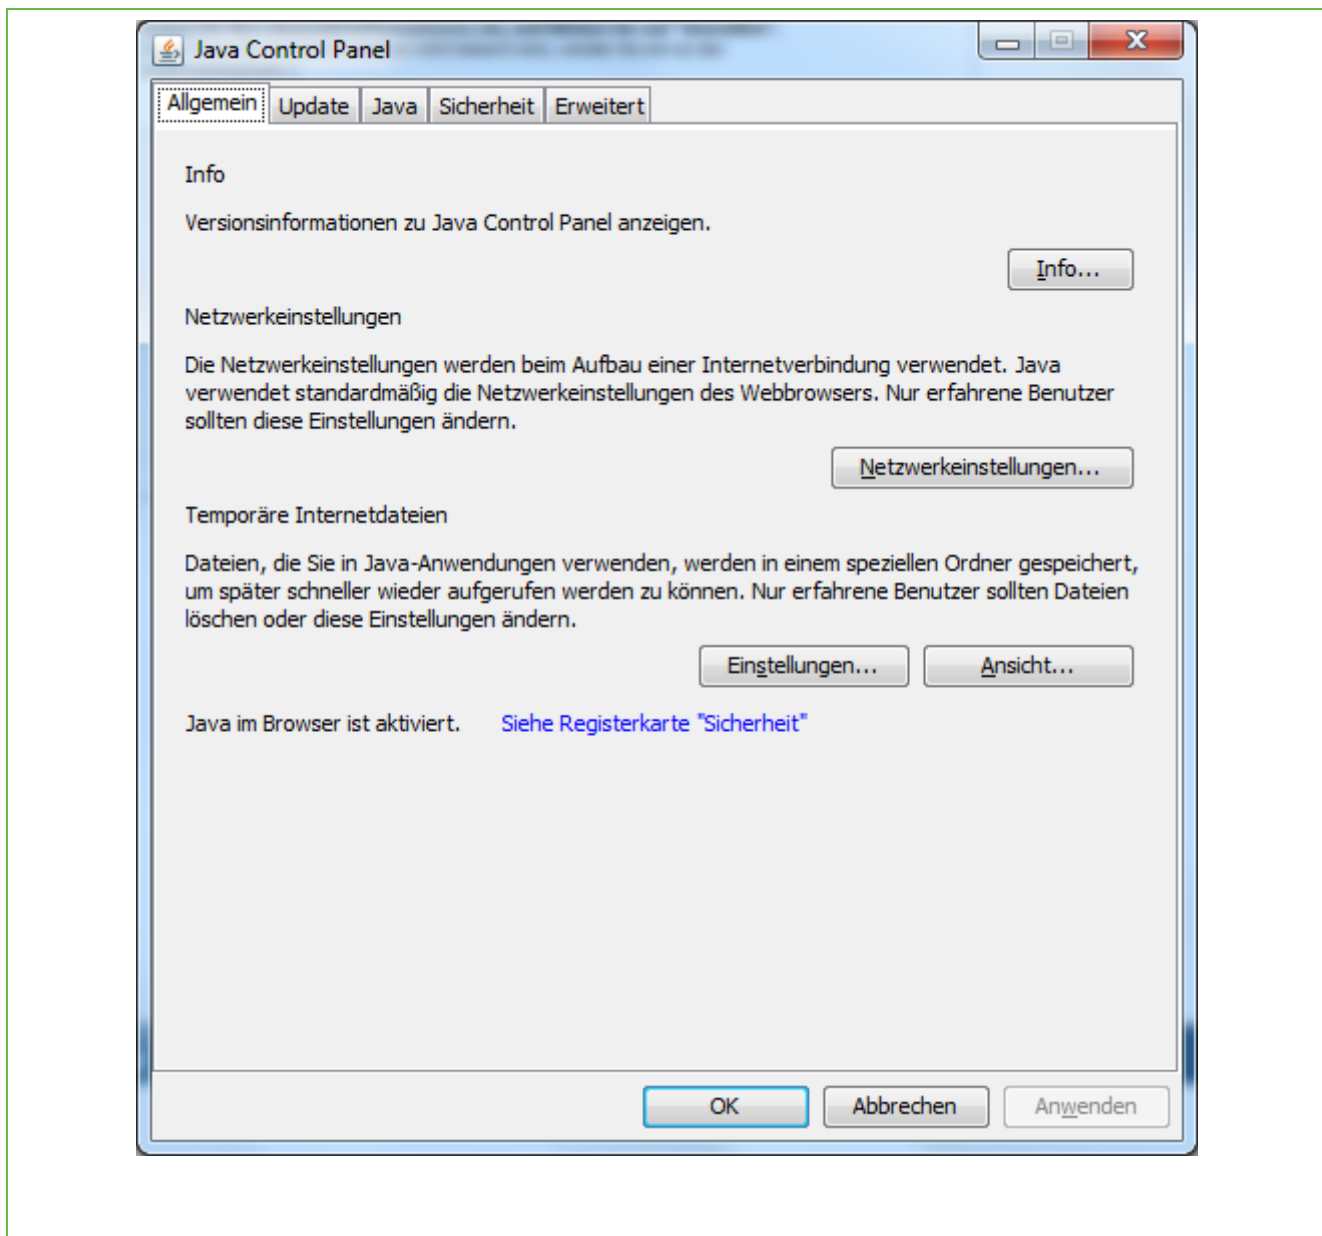 Java Control Panel
Allgemein Update Java Sicherheit Erweitert
Info
Versionsinformationen zu Java Control Panel anzeigen.
Info...
Netzwerkeinstellungen
Die Netzwerkeinstellungen werden beim Aufbau einer Internetverbindung verwendet. Java
verwendet standardmäßig die Netzwerkeinstellungen des Webbrowsers. Nur erfahrene Benutzer
sollten diese Einstellungen ändern.
Netzwerkeinstellungen...
Temporäre Internetdateien
Dateien, die Sie in Java-Anwendungen verwenden, werden in einem speziellen Ordner gespeichert,
um später schneller wieder aufgerufen werden zu können. Nur erfahrene Benutzer sollten Dateien
löschen oder diese Einstellungen ändern.
Einstellungen... Ansicht...
Java im Browser ist aktiviert. Siehe Registerkarte "Sicherheit"
OK Abbrechen Anwenden